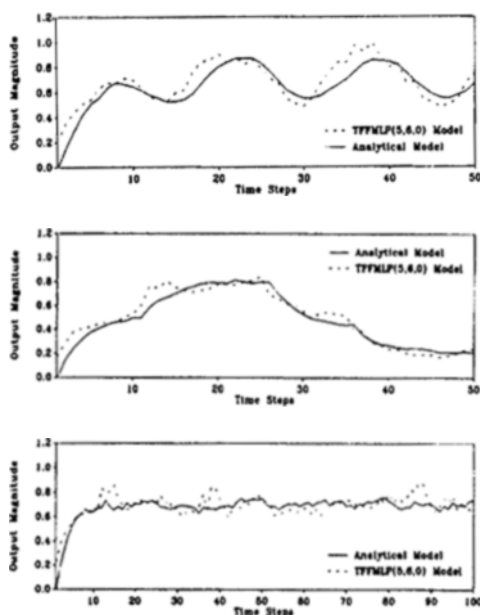 1.2
1.0
0.8
0.6
0.4
0.2
0.0
Output Magnitude
TFFMLP(5,6,0) Model
Analytical Model
10 20 30 40 50
Time Steps
1.2
1.0
0.8
0.6
0.4
0.2
0.0
Output Magnitude
Analytical Model
TFFMLP(5,6,0) Model
10 20 30 40 50
Time Steps
1.2
1.0
0.8
0.6
0.4
0.2
0.0
Output Magnitude
Analytical Model
TFFMLP(5,6,0) Model
10 20 30 40 50 60 70 80 90 100
Time Steps